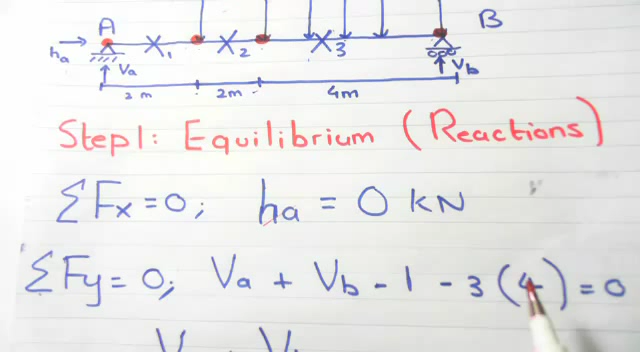 A B
X₁ X₂ X3
ha Va Vb
2m 2m 4m
Step1: Equilibrium (Reactions)
ΣFx=0; ha = 0 kN
ΣFy=0; Va + Vb - 1 - 3(4)=0